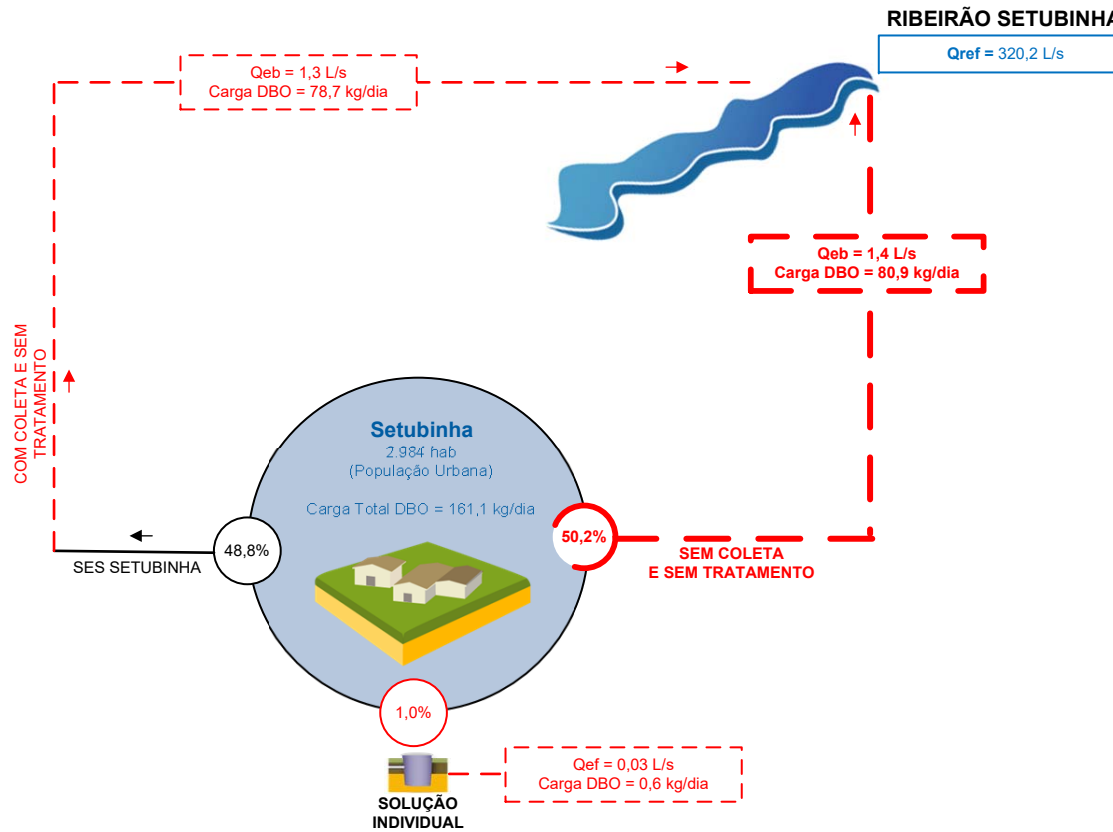 RIBEIRÃO SETUBINHA
Qref = 320,2 L/s
Qeb = 1,3 L/s
Carga DBO = 78,7 kg/dia
Qeb = 1,4 L/s
Carga DBO = 80,9 kg/dia
COM COLETA E SEM
TRATAMENTO
Setubinha
2.984 hab
(População Urbana)
Carga Total DBO = 161,1 kg/dia
48,8%
SES SETUBINHA
50,2%
SEM COLETA
E SEM TRATAMENTO
1,0%
Qef = 0,03 L/s
Carga DBO = 0,6 kg/dia
SOLUÇÃO
INDIVIDUAL